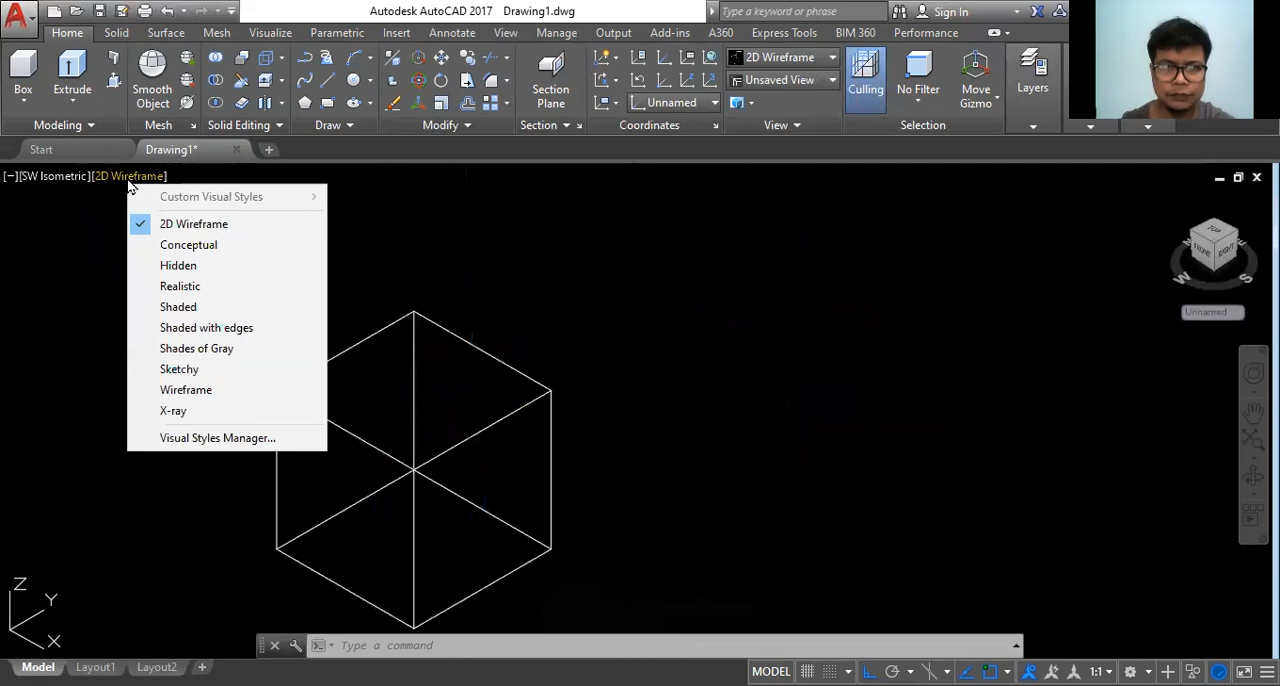 Autodesk AutoCAD 2017 Drawing1.dwg
Type a keyword or phrase
Sign In
Home Solid Surface Mesh Visualize Parametric Insert Annotate View Manage Output Add-ins A360 Express Tools BIM 360 Performance
Box
Extrude
Smooth
Object
Section
Plane
2D Wireframe
Unsaved View
Unnamed
Culling
No Filter
Move
Gizmo
Layers
Modeling
Mesh
Solid Editing
Draw
Modify
Section
Coordinates
View
Selection
Start
Drawing1*
[−][SW Isometric][2D Wireframe]
Custom Visual Styles
2D Wireframe
Conceptual
Hidden
Realistic
Shaded
Shaded with edges
Shades of Gray
Sketchy
Wireframe
X-ray
Visual Styles Manager...
TOP
FRONT
RIGHT
W
S
Unnamed
Z
Y
X
Type a command
Model
Layout1
Layout2
MODEL
1:1